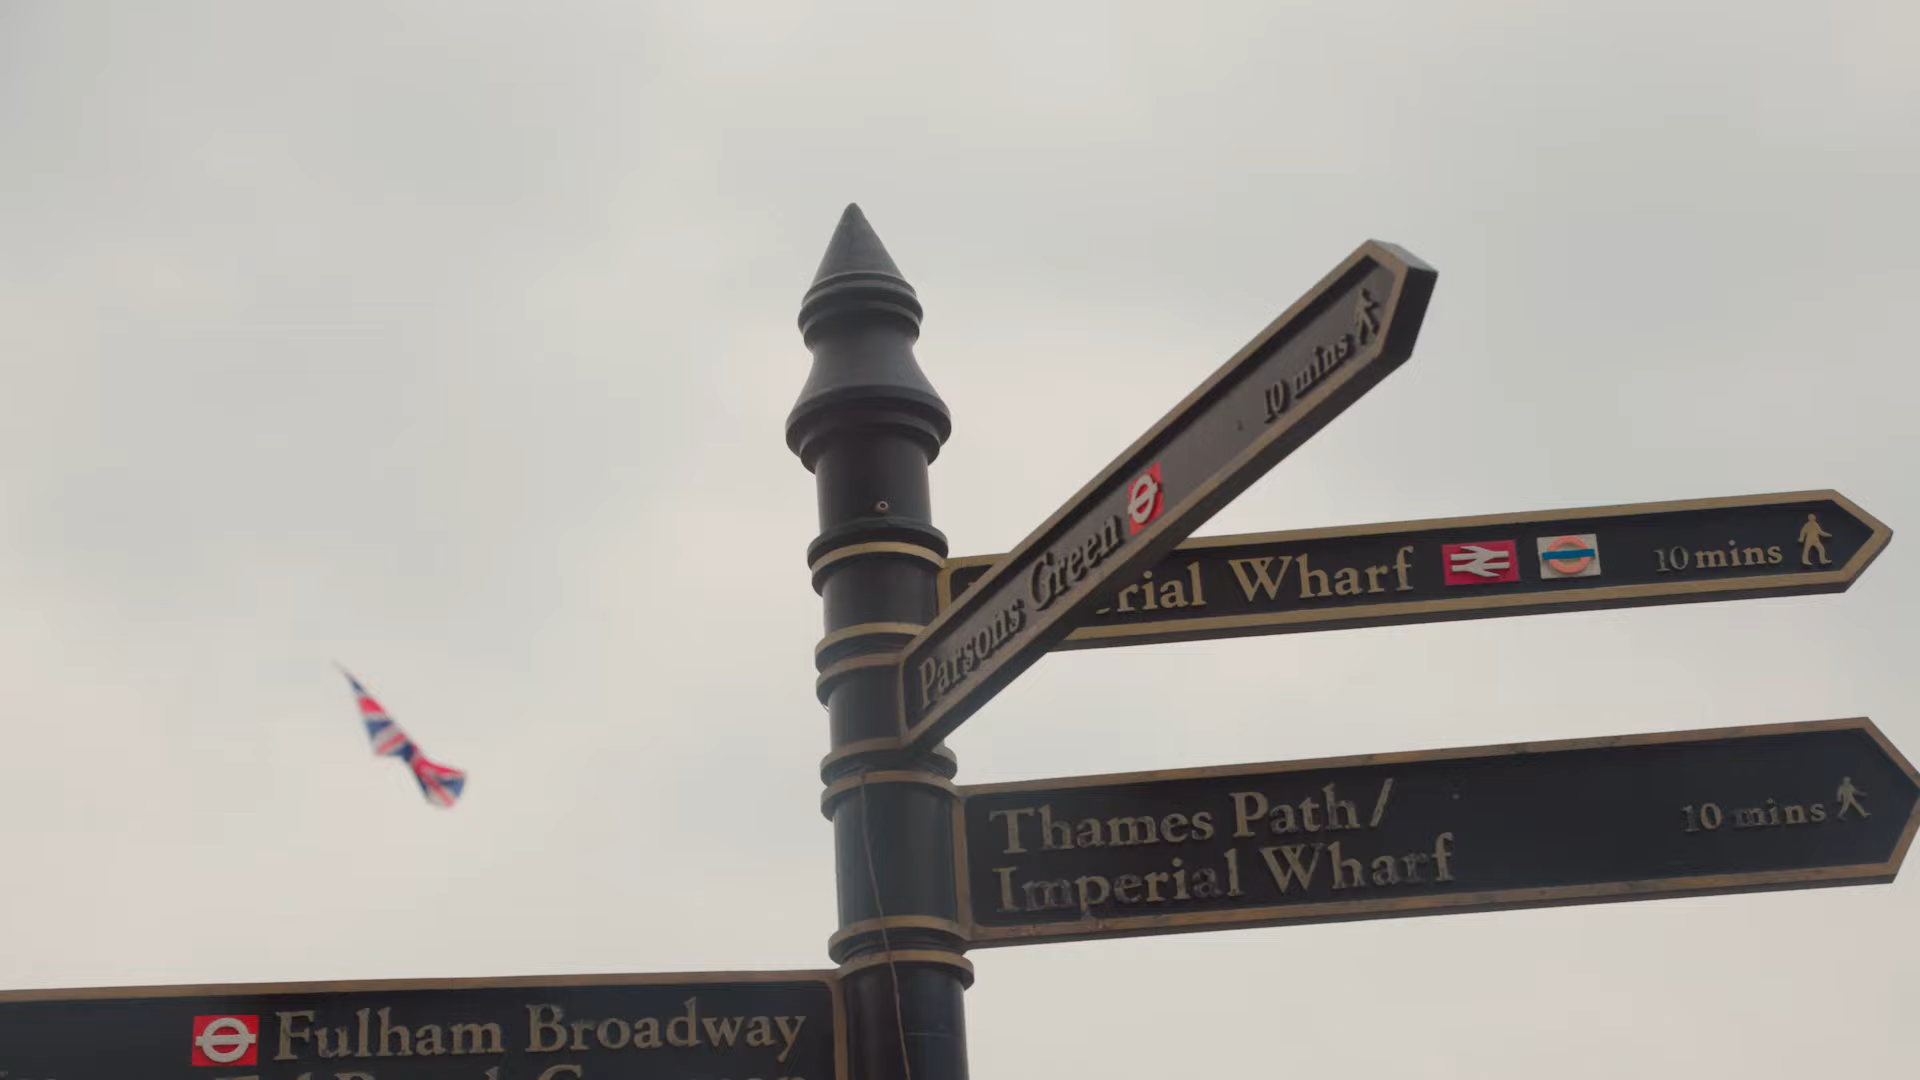 Parsons Green 10 mins
rial Wharf 10 mins
Thames Path/
Imperial Wharf
10 mins
Fulham Broadway